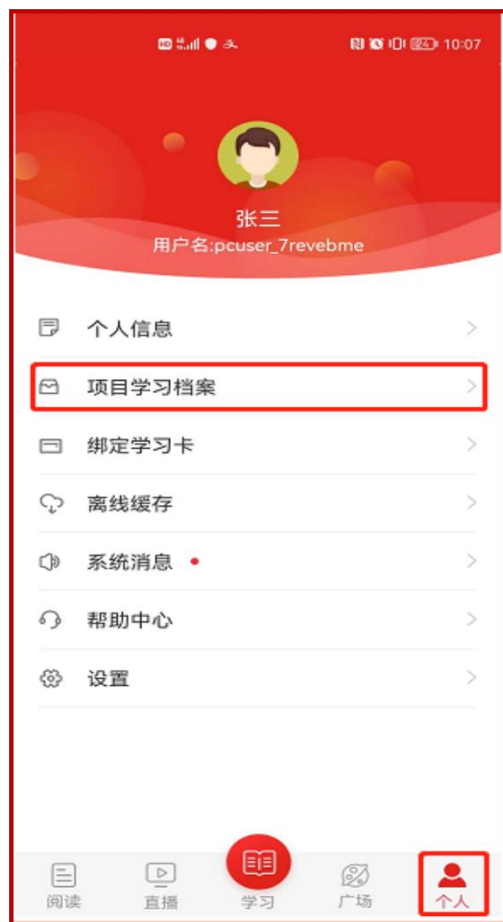 10:07
张三
用户名:pcuser_7revebme
个人信息
项目学习档案
绑定学习卡
离线缓存
系统消息
帮助中心
设置
阅读 直播 学习 广场 个人